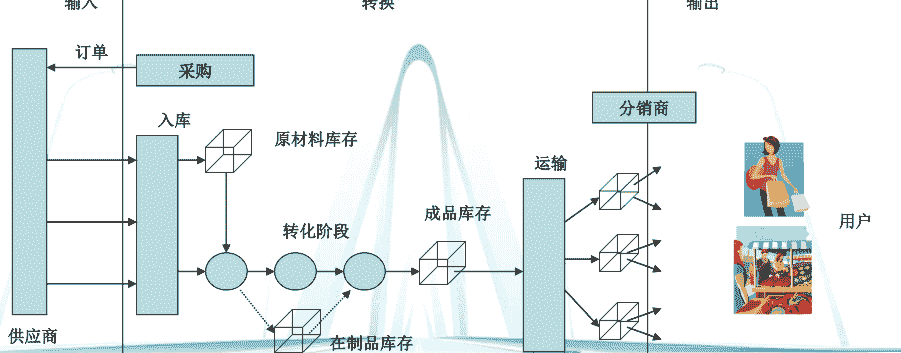 输入
转换
输出
订单
采购
分销商
入库
原材料库存
运输
成品库存
转化阶段
用户
供应商
在制品库存